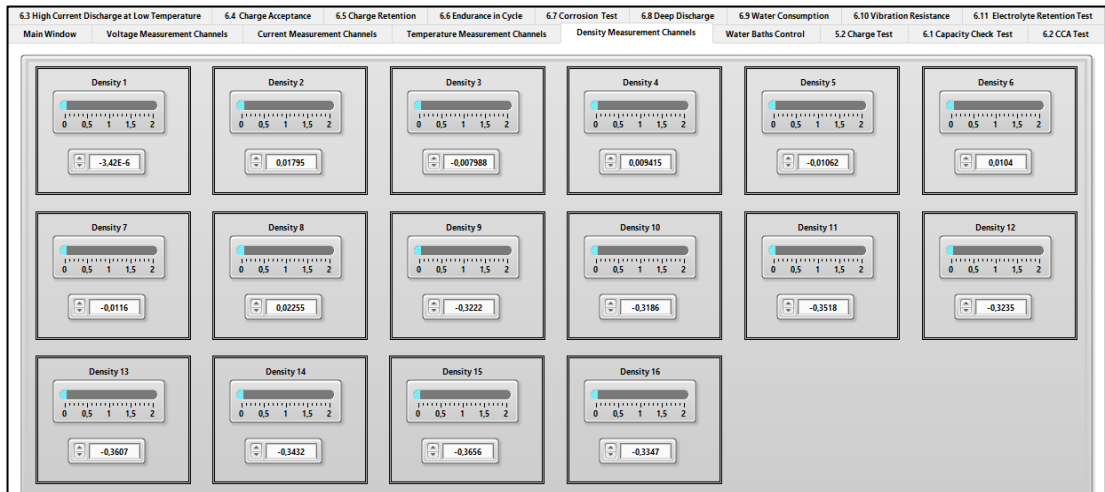 6.3 High Current Discharge at Low Temperature 6.4 Charge Acceptance 6.5 Charge Retention 6.6 Endurance in Cycle 6.7 Corrosion Test 6.8 Deep Discharge 6.9 Water Consumption 6.10 Vibration Resistance 6.11 Electrolyte Retention Test
Main Window Voltage Measurement Channels Current Measurement Channels Temperature Measurement Channels Density Measurement Channels Water Baths Control 5.2 Charge Test 6.1 Capacity Check Test 6.2 CCA Test
Density 1 Density 2 Density 3 Density 4 Density 5 Density 6
0 0,5 1 1,5 2 0 0,5 1 1,5 2 0 0,5 1 1,5 2 0 0,5 1 1,5 2 0 0,5 1 1,5 2 0 0,5 1 1,5 2
-3,42E-6 0,01795 -0,007988 0,009415 -0,01062 0,0104
Density 7 Density 8 Density 9 Density 10 Density 11 Density 12
0 0,5 1 1,5 2 0 0,5 1 1,5 2 0 0,5 1 1,5 2 0 0,5 1 1,5 2 0 0,5 1 1,5 2 0 0,5 1 1,5 2
-0,0116 0,02255 -0,3222 -0,3186 -0,3518 -0,3235
Density 13 Density 14 Density 15 Density 16
0 0,5 1 1,5 2 0 0,5 1 1,5 2 0 0,5 1 1,5 2 0 0,5 1 1,5 2
-0,3607 -0,3432 -0,3656 -0,3347